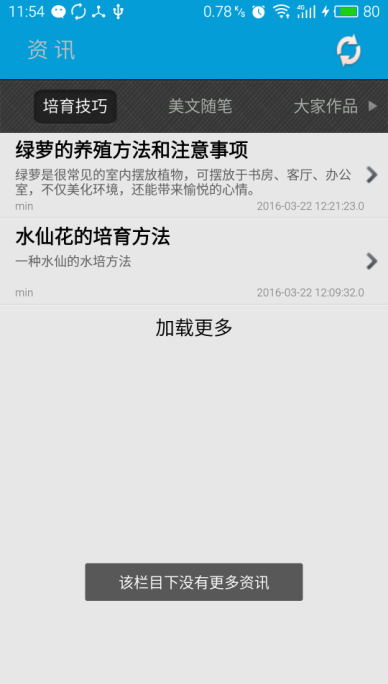 11:54 0.78 K/s 4G 80
资 讯
培育技巧 美文随笔 大家作品
绿萝的养殖方法和注意事项
绿萝是很常见的室内摆放植物，可摆放于书房、客厅、办公
室，不仅美化环境，还能带来愉悦的心情。
min 2016-03-22 12:21:23.0
水仙花的培育方法
一种水仙的水培方法
min 2016-03-22 12:09:32.0
加载更多
该栏目下没有更多资讯